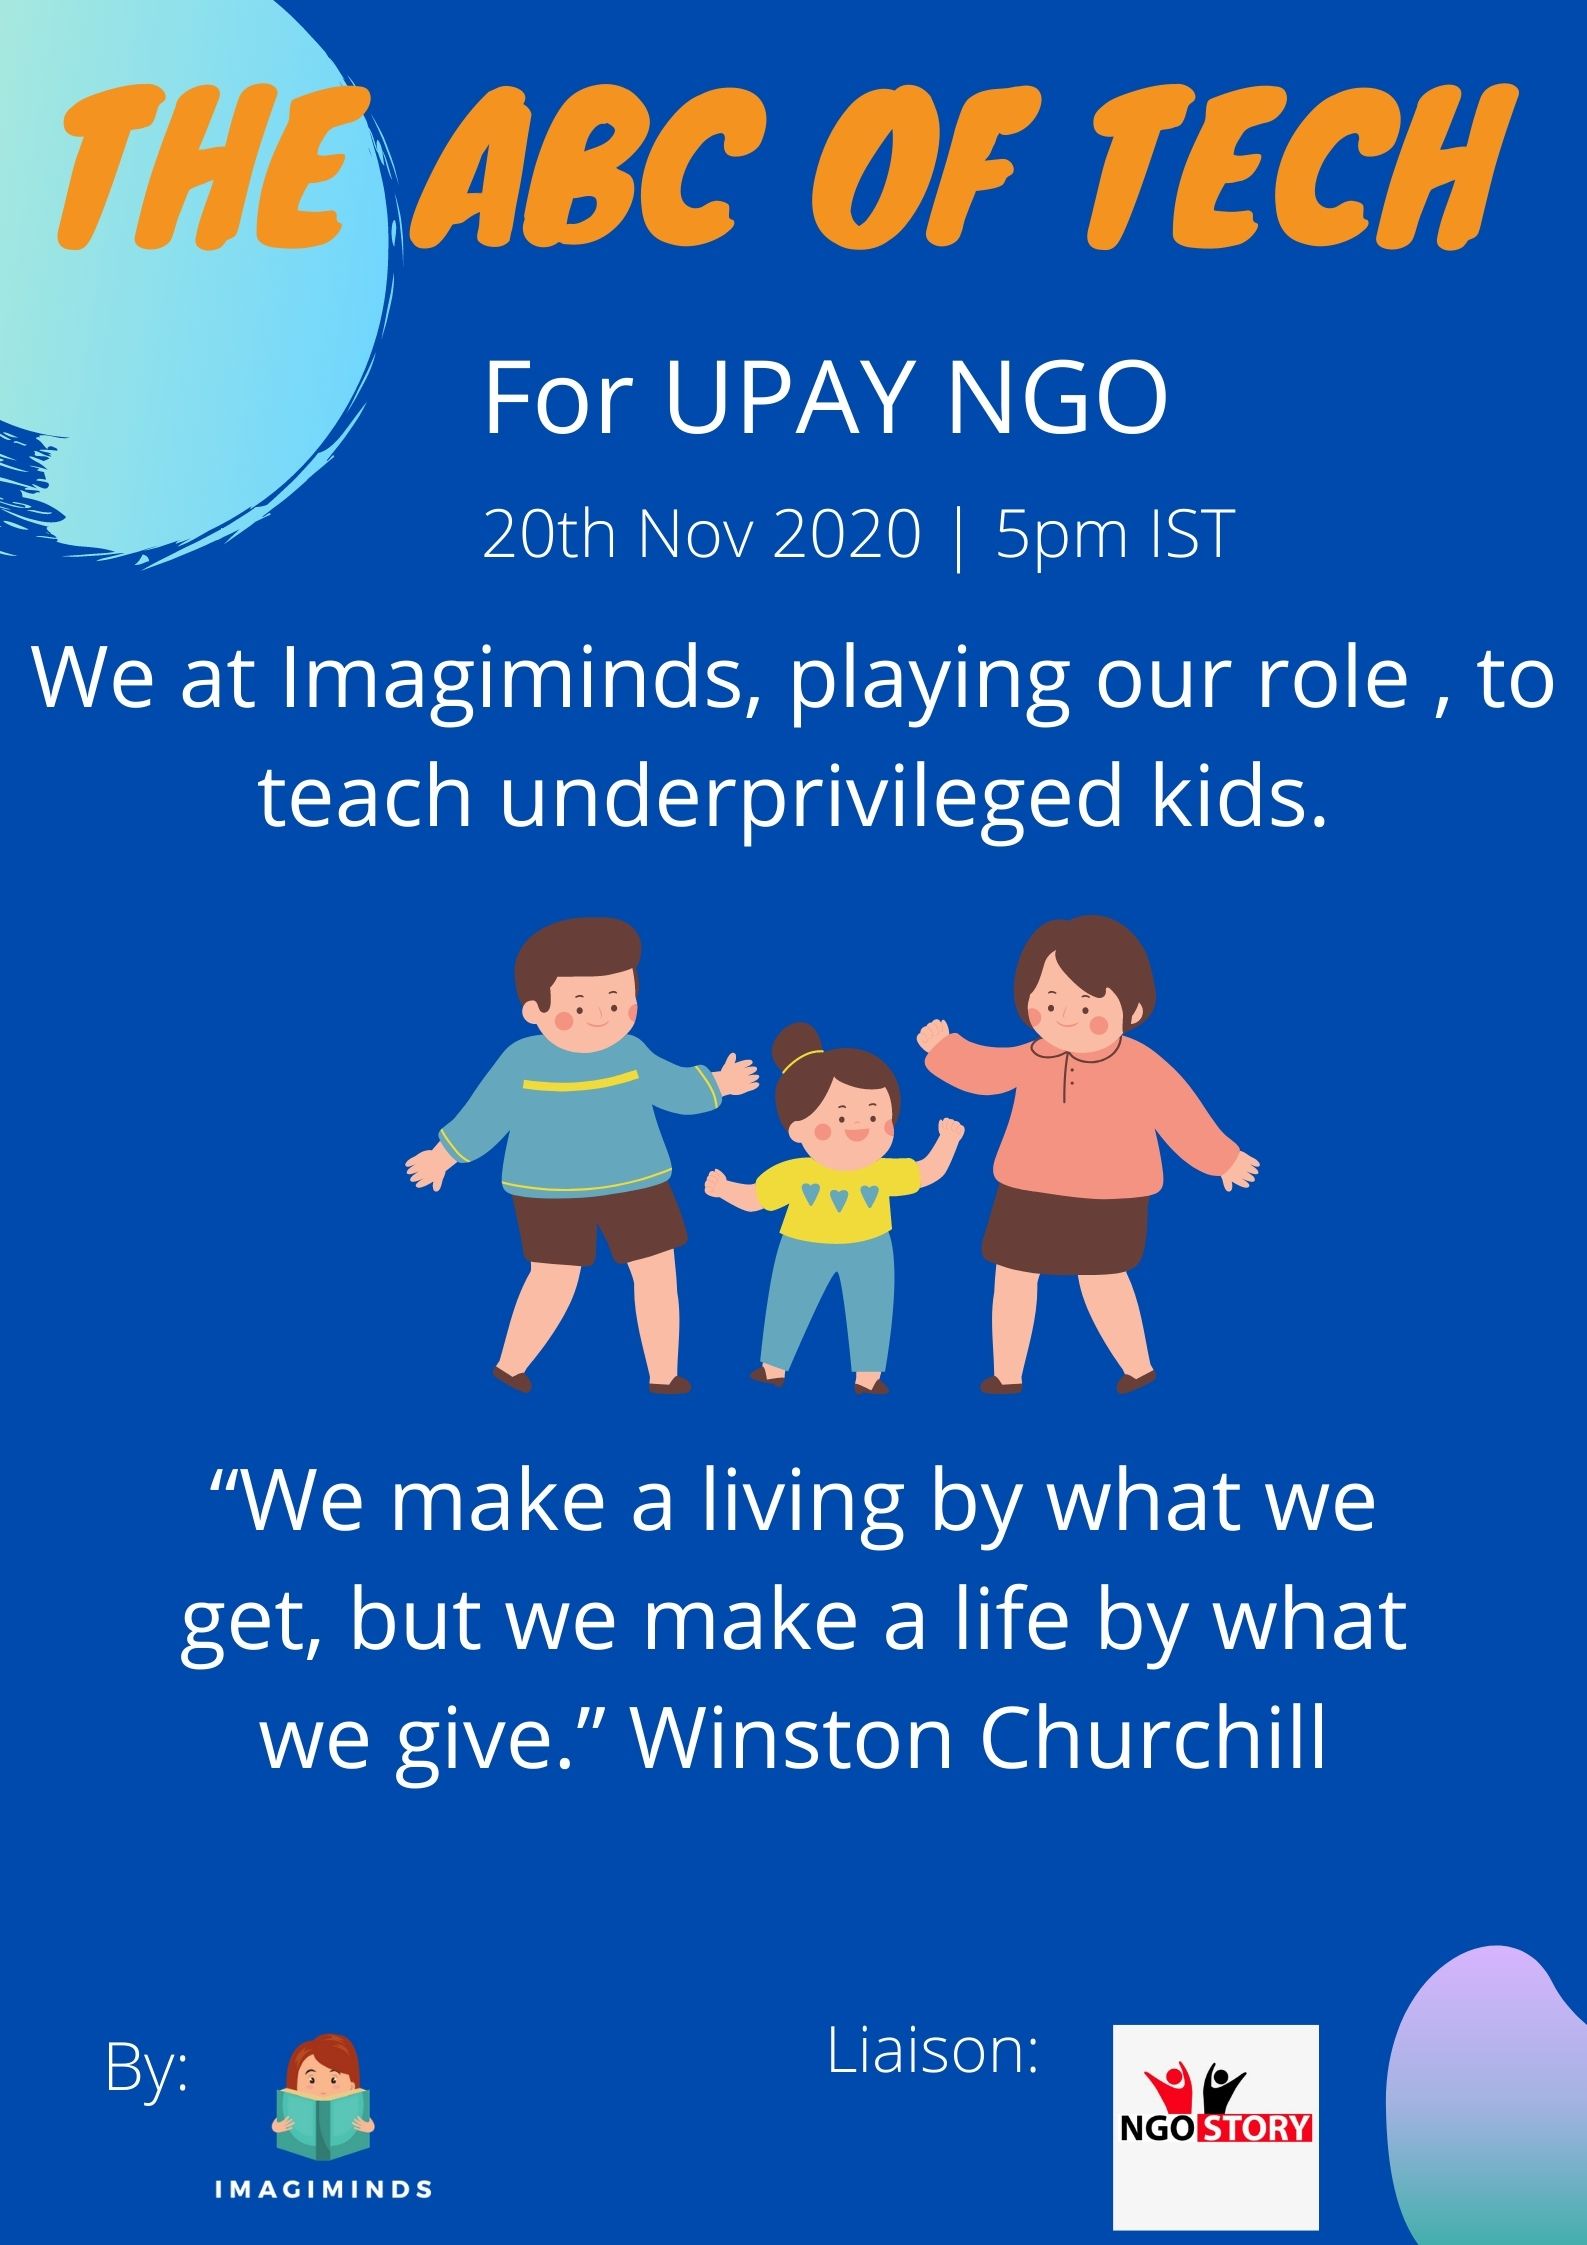 THE ABC OF TECH
For UPAY NGO
20th Nov 2020 | 5pm IST
We at Imagiminds, playing our role , to
teach underprivileged kids.
“We make a living by what we
get, but we make a life by what
we give.” Winston Churchill
By:
IMAGIMINDS
Liaison:
NGOSTORY